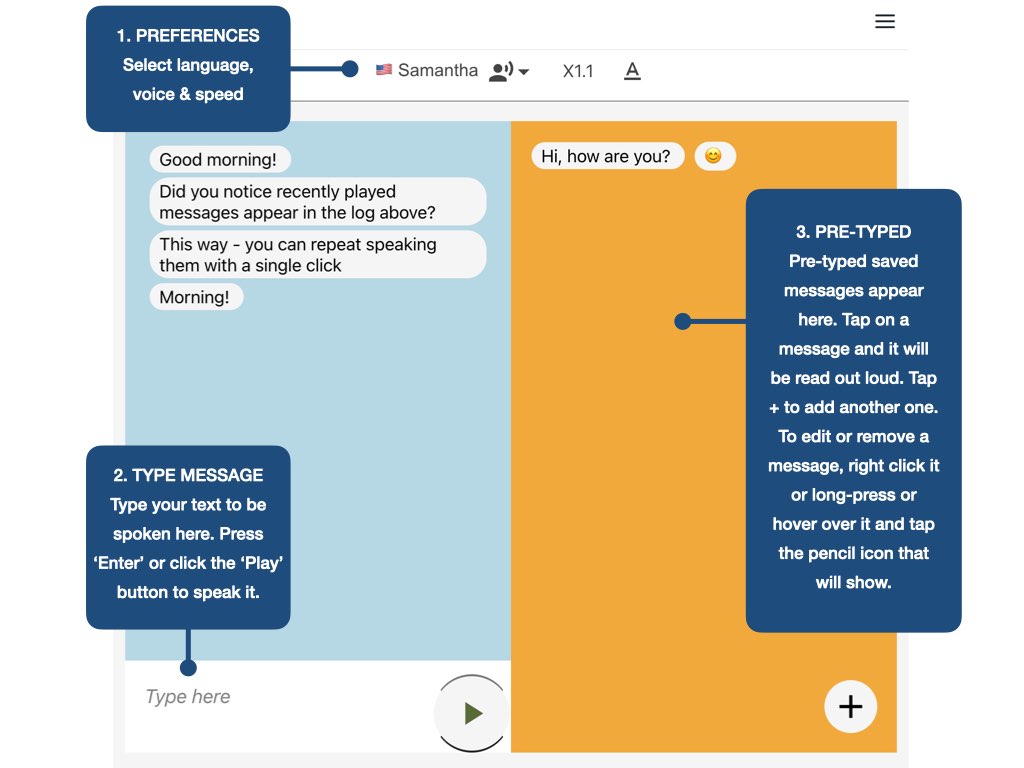 1. PREFERENCES
Select language,
voice & speed
🇺🇸 Samantha
X1.1
A
Good morning!
Did you notice recently played
messages appear in the log above?
This way - you can repeat speaking
them with a single click
Morning!
Hi, how are you?
😊
3. PRE-TYPED
Pre-typed saved
messages appear
here. Tap on a
message and it will
be read out loud. Tap
+ to add another one.
To edit or remove a
message, right click it
or long-press or
hover over it and tap
the pencil icon that
will show.
2. TYPE MESSAGE
Type your text to be
spoken here. Press
‘Enter’ or click the ‘Play’
button to speak it.
Type here
+